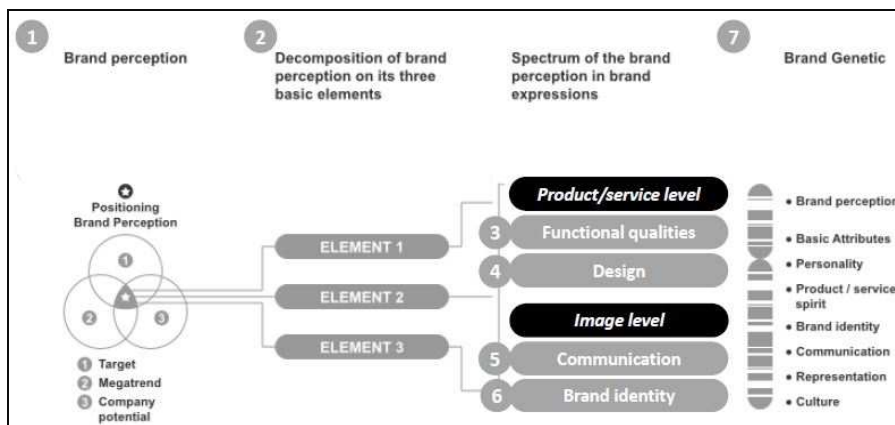 1
Brand perception
2
Decomposition of brand
perception on its three
basic elements
Spectrum of the brand
perception in brand
expressions
7
Brand Genetic
Positioning
Brand Perception
1
2
3
1 Target
2 Megatrend
3 Company
potential
ELEMENT 1
ELEMENT 2
ELEMENT 3
Product/service level
3 Functional qualities
4 Design
Image level
5 Communication
6 Brand identity
• Brand perception
• Basic Attributes
• Personality
• Product / service
spirit
• Brand identity
• Communication
• Representation
• Culture